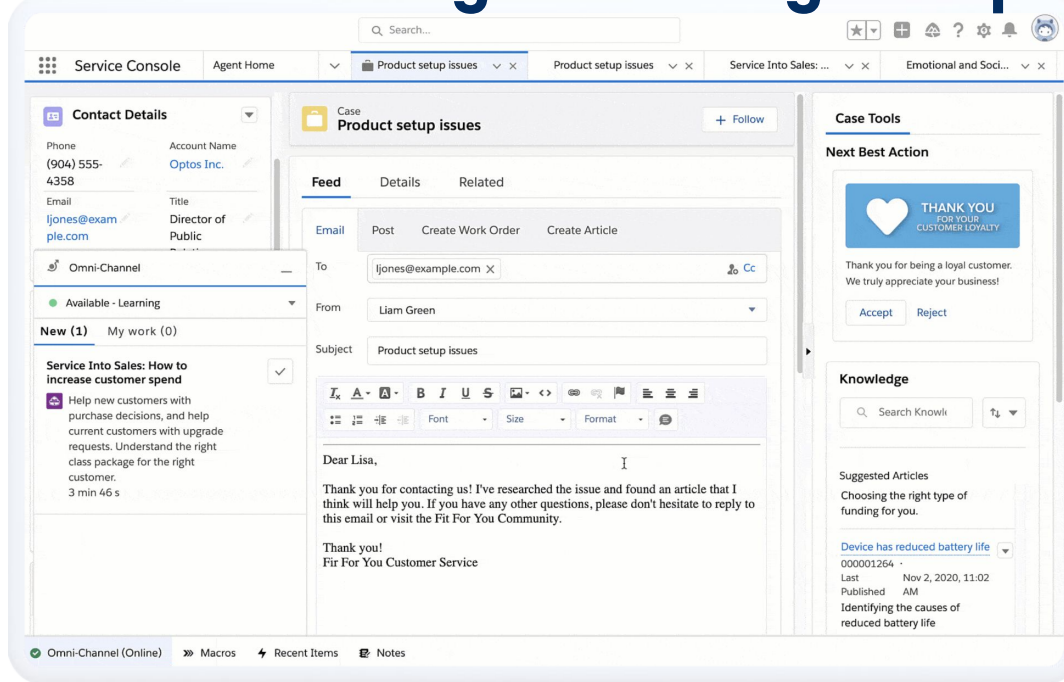 Search...
Service Console
Agent Home
Product setup issues
Product setup issues
Service Into Sales: ...
Emotional and Soci...
Contact Details
Phone
(904) 555-
4358
Account Name
Optos Inc.
Email
ljones@exam
ple.com
Title
Director of
Public
Omni-Channel
Available - Learning
New (1)
My work (0)
Service Into Sales: How to
increase customer spend
Help new customers with
purchase decisions, and help
current customers with upgrade
requests. Understand the right
class package for the right
customer.
3 min 46 s
Case
Product setup issues
+ Follow
Feed
Details
Related
Email
Post
Create Work Order
Create Article
To
ljones@example.com
Cc
From
Liam Green
Subject
Product setup issues
Font
Size
Format
Dear Lisa,
Thank you for contacting us! I've researched the issue and found an article that I
think will help you. If you have any other questions, please don't hesitate to reply to
this email or visit the Fit For You Community.
Thank you!
Fir For You Customer Service
Case Tools
Next Best Action
THANK YOU
FOR YOUR
CUSTOMER LOYALTY
Thank you for being a loyal customer.
We truly appreciate your business!
Accept
Reject
Knowledge
Search Knowle
Suggested Articles
Choosing the right type of
funding for you.
Device has reduced battery life
000001264 ·
Last Published
Nov 2, 2020, 11:02 AM
Identifying the causes of
reduced battery life
Omni-Channel (Online)
Macros
Recent Items
Notes